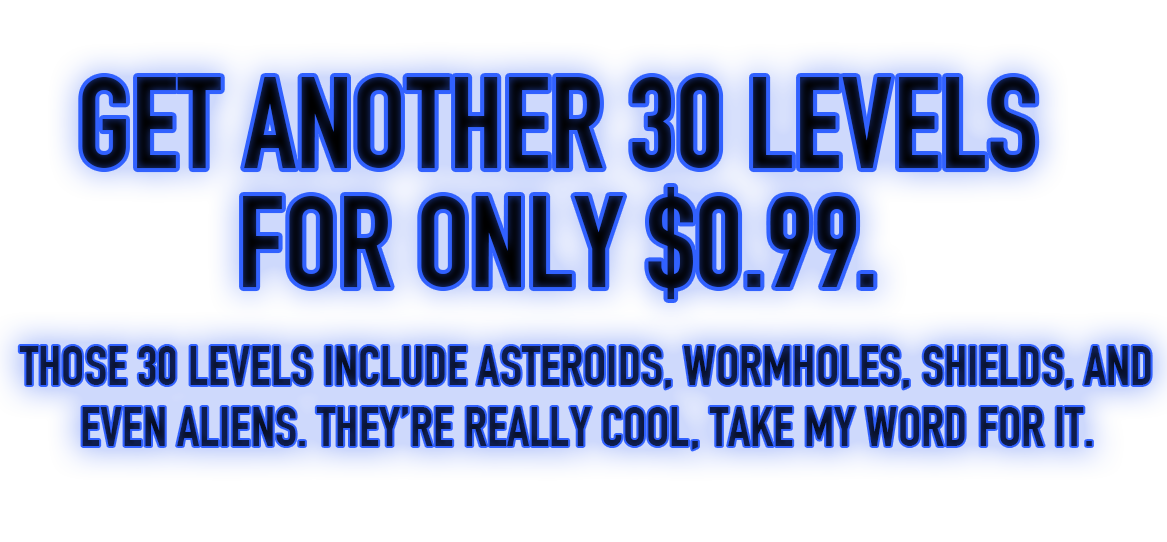 GET ANOTHER 30 LEVELS
FOR ONLY $0.99.
THOSE 30 LEVELS INCLUDE ASTEROIDS, WORMHOLES, SHIELDS, AND
EVEN ALIENS. THEY’RE REALLY COOL, TAKE MY WORD FOR IT.